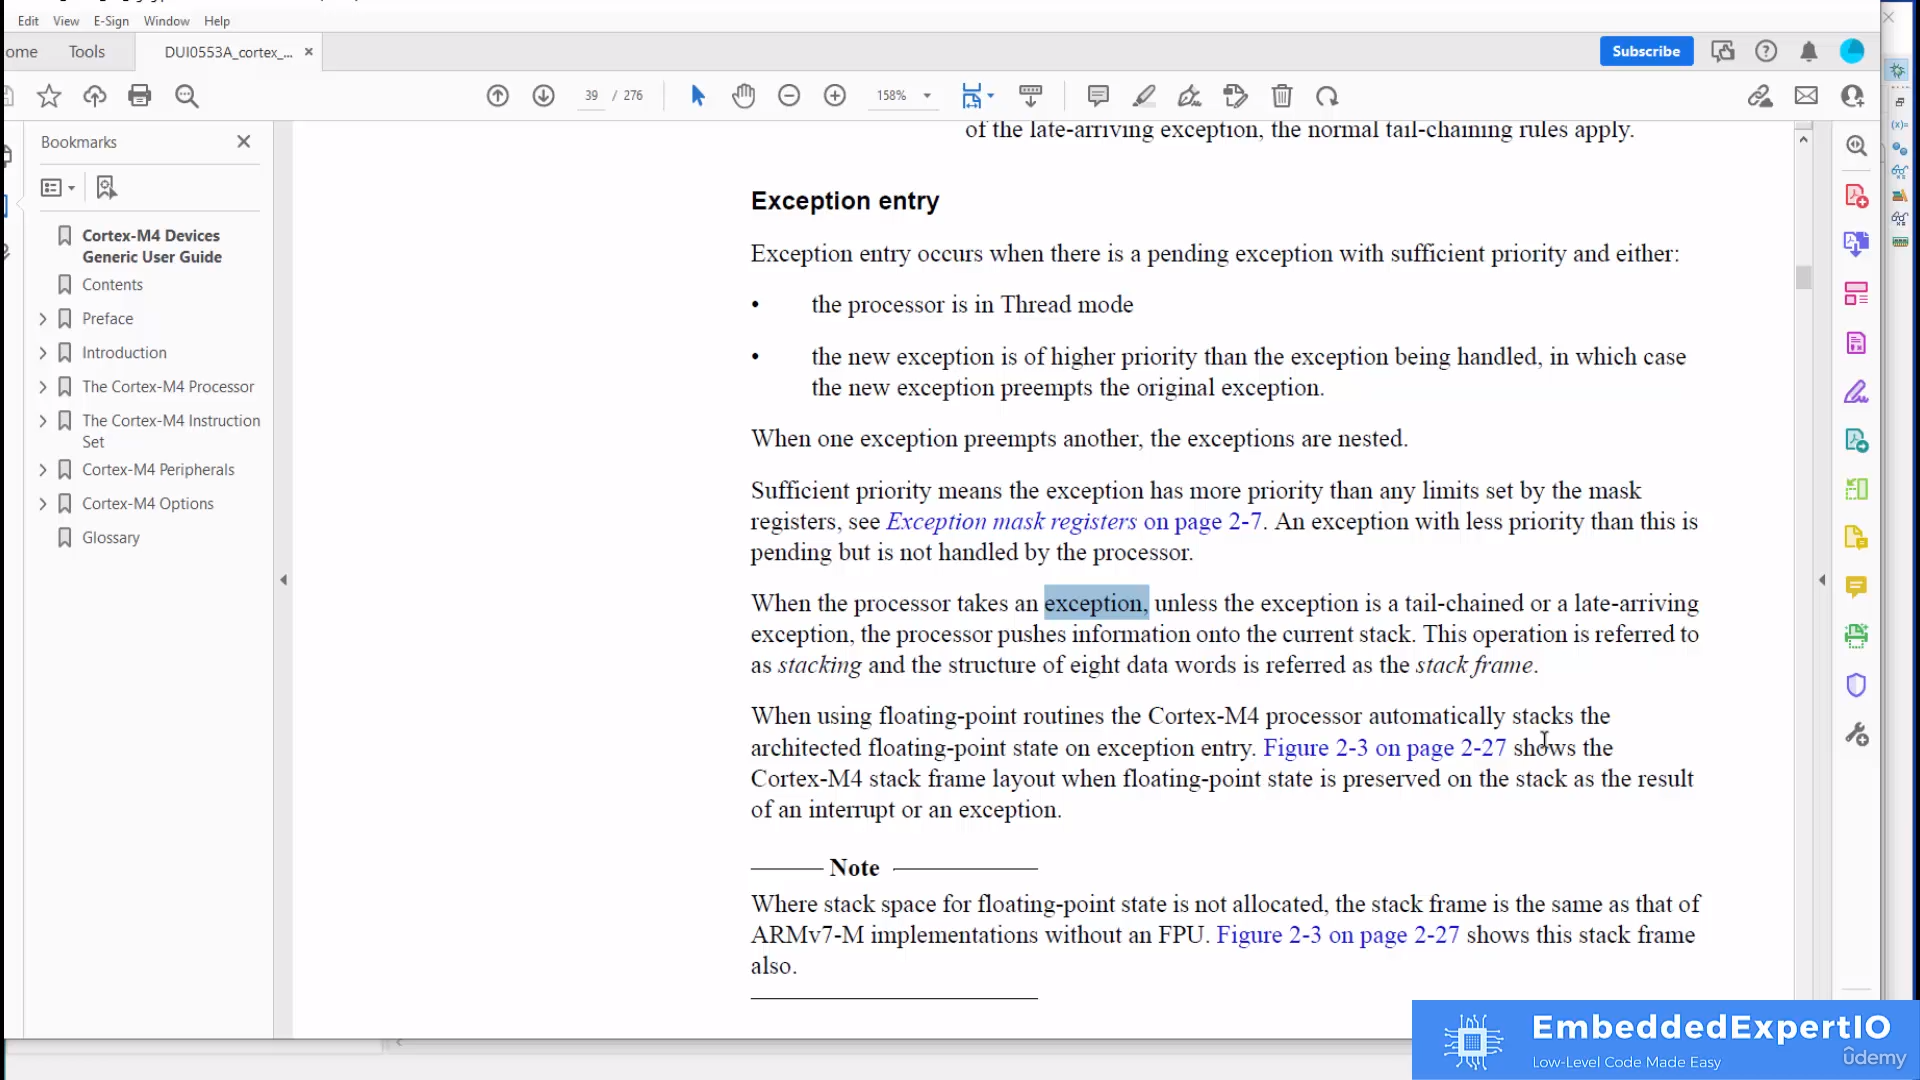 Edit View E-Sign Window Help
ome Tools DUI0553A_cortex_... × Subscribe
39 / 276 158%
Bookmarks
Cortex-M4 Devices
Generic User Guide
Contents
Preface
Introduction
The Cortex-M4 Processor
The Cortex-M4 Instruction
Set
Cortex-M4 Peripherals
Cortex-M4 Options
Glossary
of the late-arriving exception, the normal tail-chaining rules apply.
Exception entry
Exception entry occurs when there is a pending exception with sufficient priority and either:
• the processor is in Thread mode
• the new exception is of higher priority than the exception being handled, in which case
the new exception preempts the original exception.
When one exception preempts another, the exceptions are nested.
Sufficient priority means the exception has more priority than any limits set by the mask
registers, see Exception mask registers on page 2-7. An exception with less priority than this is
pending but is not handled by the processor.
When the processor takes an exception, unless the exception is a tail-chained or a late-arriving
exception, the processor pushes information onto the current stack. This operation is referred to
as stacking and the structure of eight data words is referred as the stack frame.
When using floating-point routines the Cortex-M4 processor automatically stacks the
architected floating-point state on exception entry. Figure 2-3 on page 2-27 shows the
Cortex-M4 stack frame layout when floating-point state is preserved on the stack as the result
of an interrupt or an exception.
Note
Where stack space for floating-point state is not allocated, the stack frame is the same as that of
ARMv7-M implementations without an FPU. Figure 2-3 on page 2-27 shows this stack frame
also.
EmbeddedExpertIO
Low-Level Code Made Easy
ûdemy